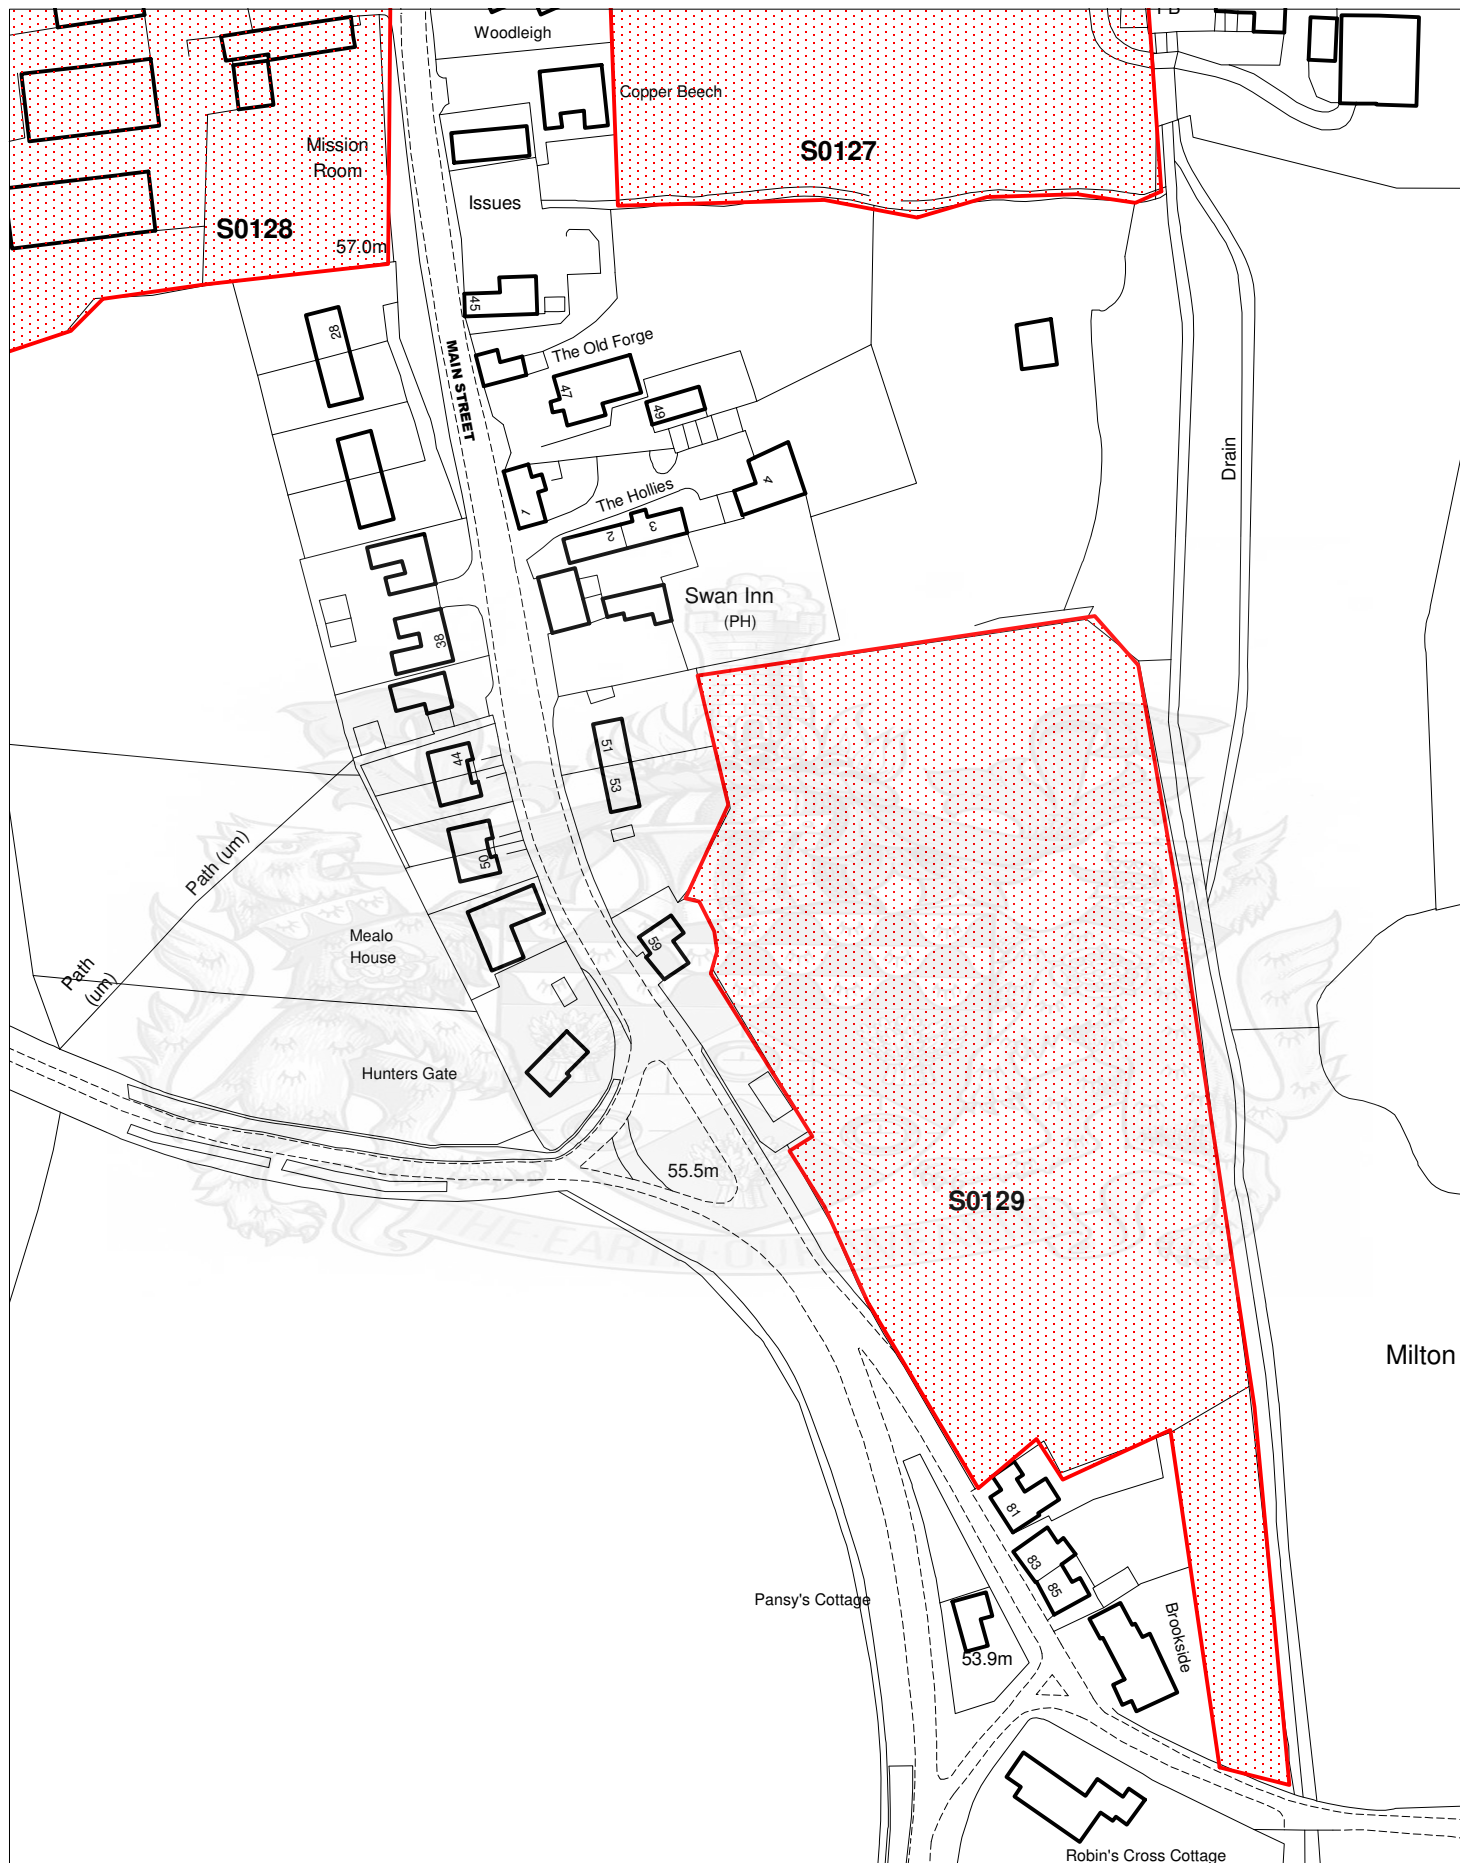 Woodleigh
Copper Beech
S0127
Mission
Room
Issues
S0128
57.0m
45
28
MAIN STREET
The Old Forge
47
49
Drain
4
The Hollies
1
2
3
Swan Inn
(PH)
38
51
53
44
50
Path (um)
59
Mealo
House
Path
(um)
Hunters Gate
55.5m
S0129
THE EARTH OUR
Milton
81
83
85
Pansy's Cottage
Brookside
53.9m
Robin's Cross Cottage